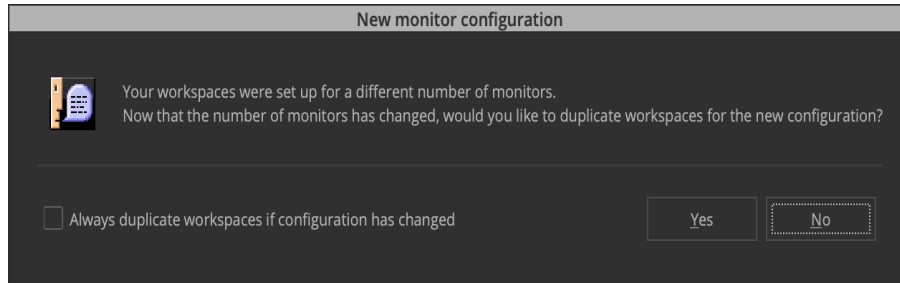 New monitor configuration
Your workspaces were set up for a different number of monitors.
Now that the number of monitors has changed, would you like to duplicate workspaces for the new configuration?
Always duplicate workspaces if configuration has changed
Yes
No